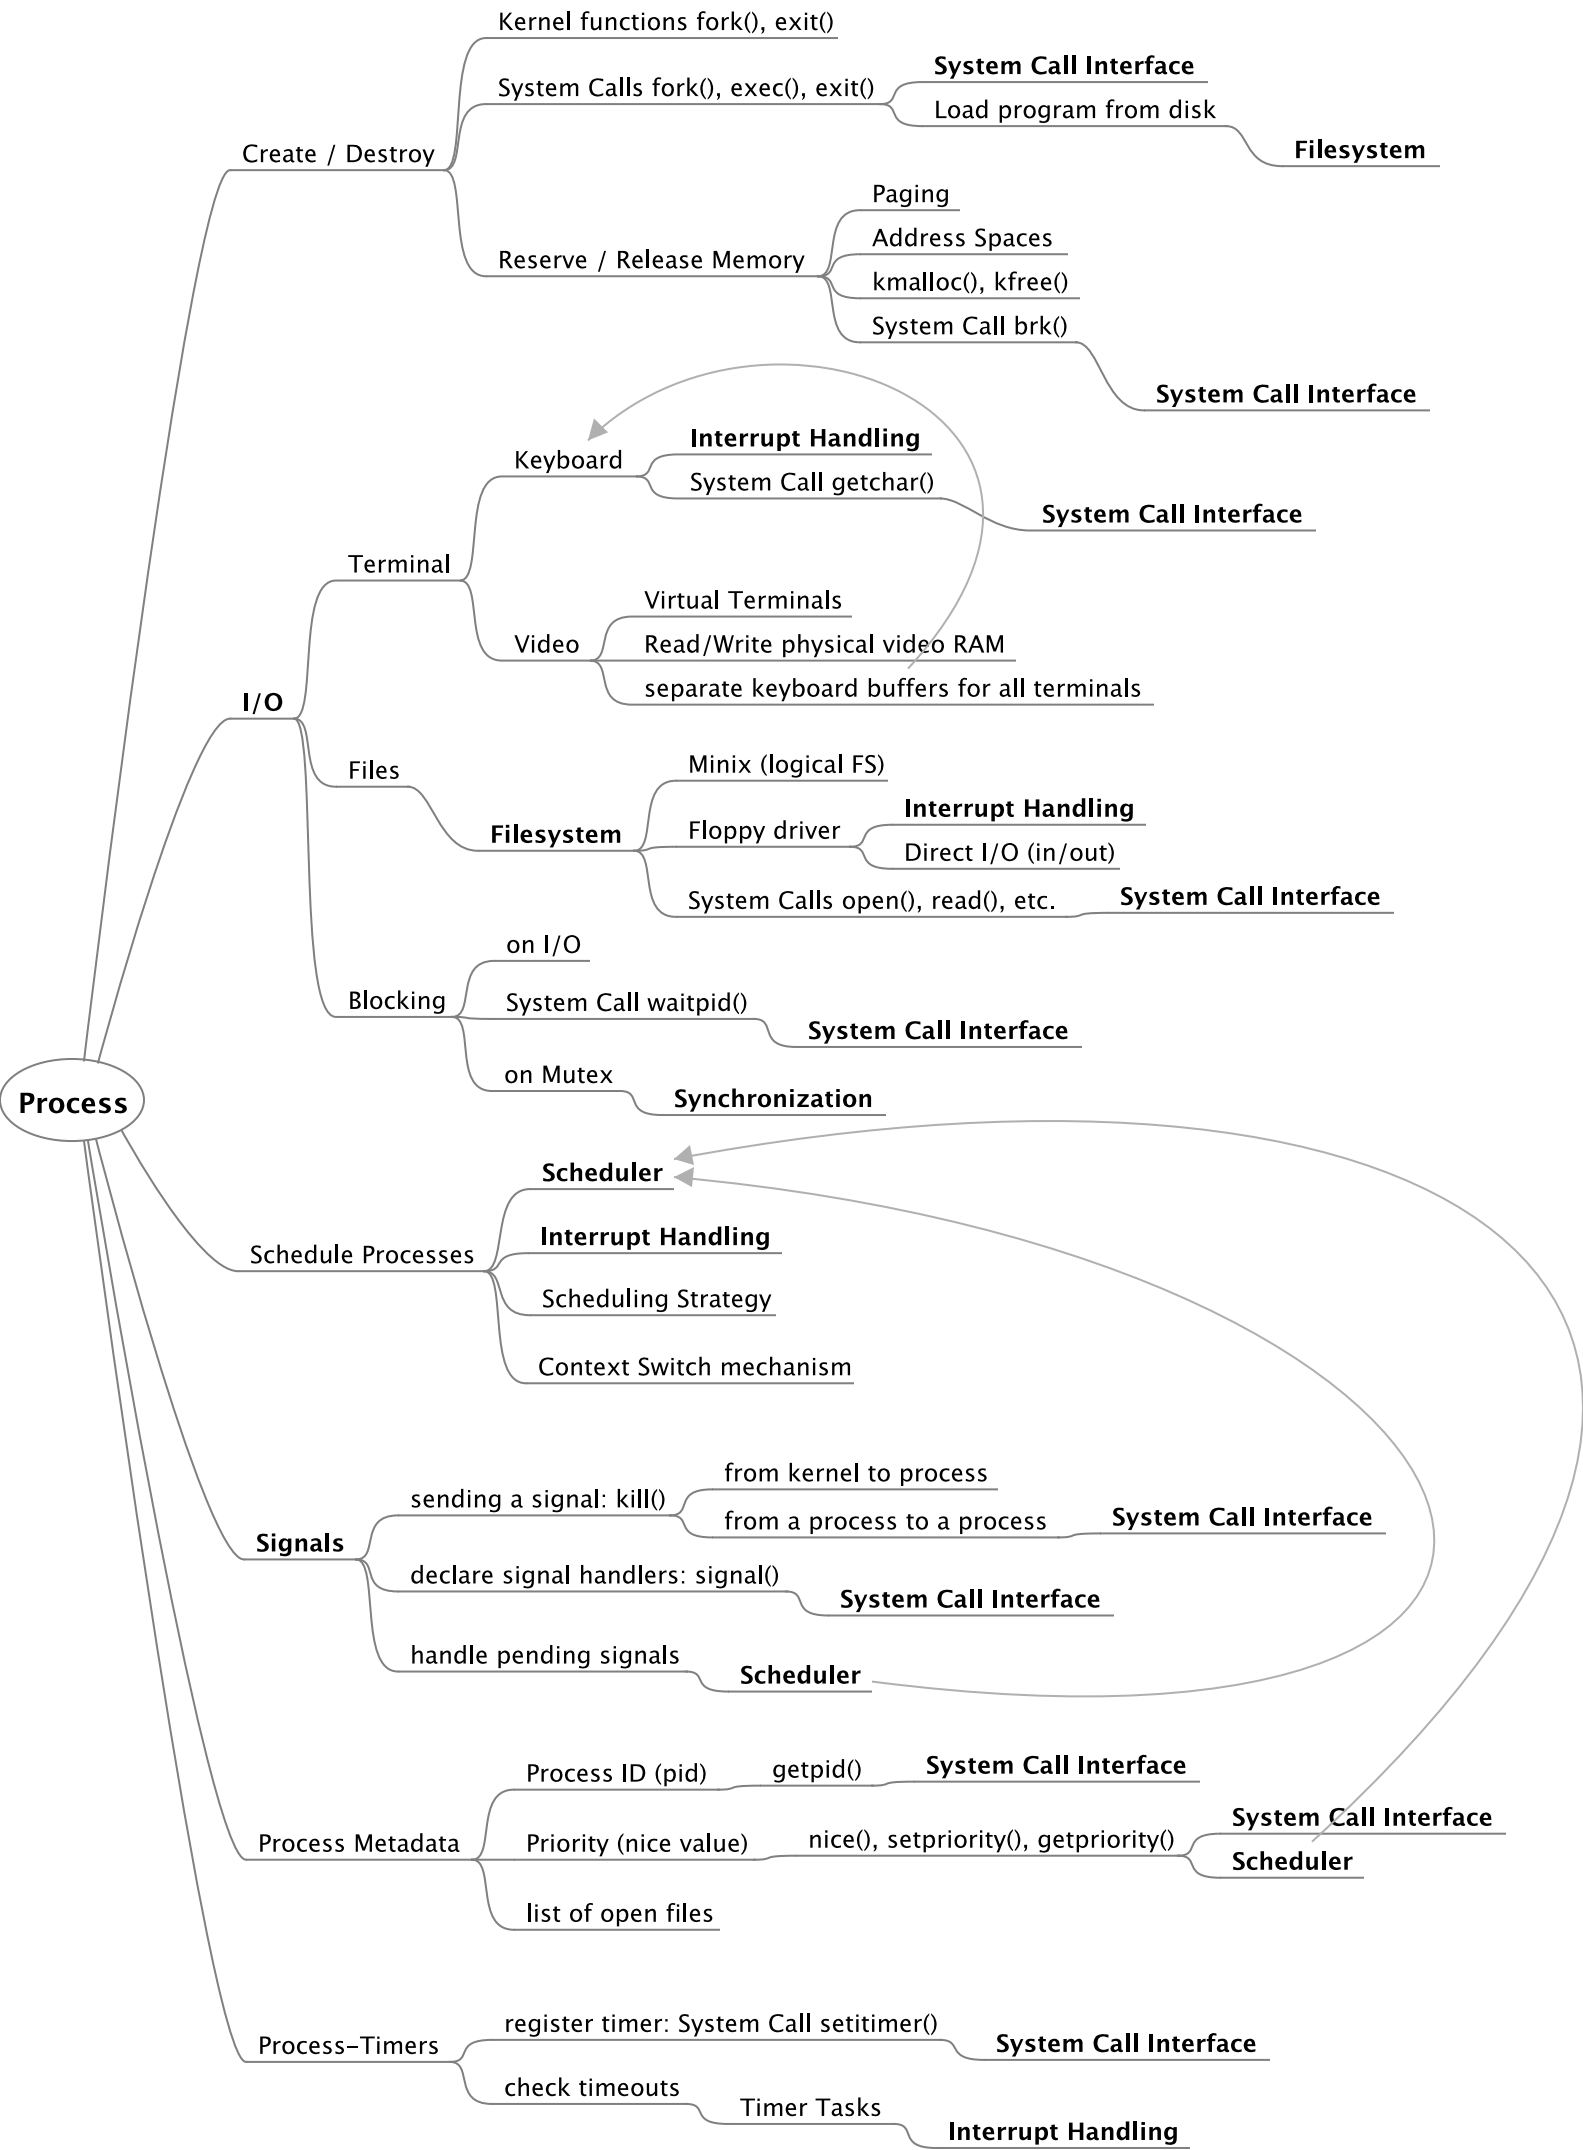 Kernel functions fork(), exit()
System Call Interface
System Calls fork(), exec(), exit()
Load program from disk
Create / Destroy
Filesystem
Paging
Address Spaces
Reserve / Release Memory
kmalloc(), kfree()
System Call brk()
System Call Interface
Interrupt Handling
Keyboard
System Call getchar()
System Call Interface
Terminal
Virtual Terminals
Video
Read/Write physical video RAM
separate keyboard buffers for all terminals
I/O
Minix (logical FS)
Files
Interrupt Handling
Filesystem
Floppy driver
Direct I/O (in/out)
System Calls open(), read(), etc.
System Call Interface
on I/O
Blocking
System Call waitpid()
System Call Interface
on Mutex
Synchronization
Process
Scheduler
Interrupt Handling
Schedule Processes
Scheduling Strategy
Context Switch mechanism
from kernel to process
sending a signal: kill()
from a process to a process
System Call Interface
Signals
declare signal handlers: signal()
System Call Interface
handle pending signals
Scheduler
Process ID (pid)
getpid()
System Call Interface
System Call Interface
Process Metadata
Priority (nice value)
nice(), setpriority(), getpriority()
Scheduler
list of open files
register timer: System Call setitimer()
System Call Interface
Process-Timers
check timeouts
Timer Tasks
Interrupt Handling